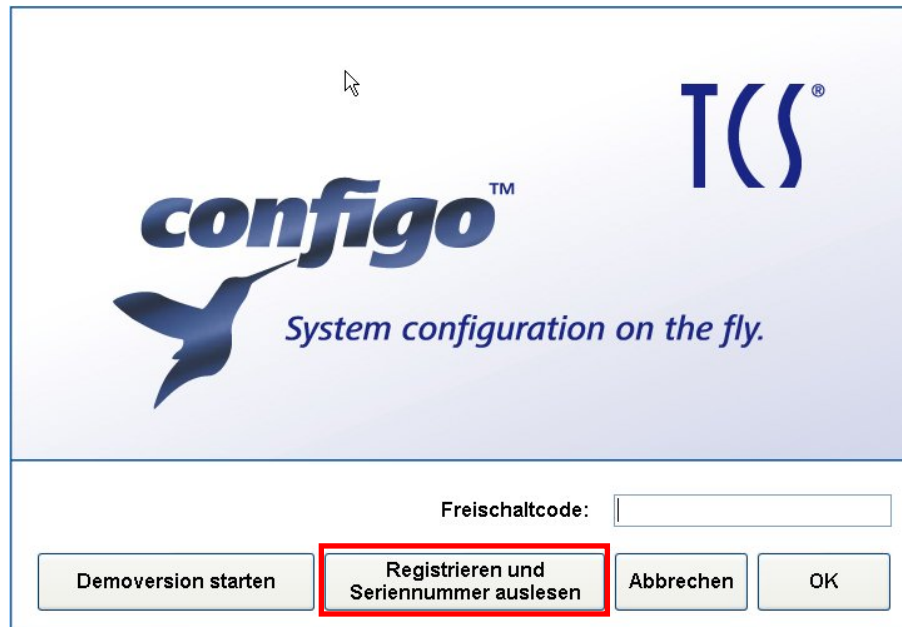 TCS®
configo™
System configuration on the fly.
Freischaltcode:
Demoversion starten
Registrieren und
Seriennummer auslesen
Abbrechen
OK